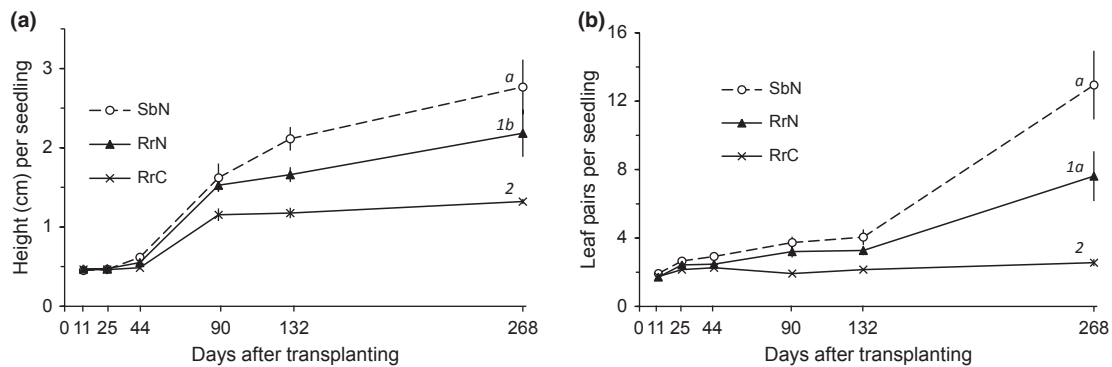 (a)
Height (cm) per seedling
3
2
1
0
SbN
RrN
RrC
a
1b
2
0 11 25 44 90 132 268
Days after transplanting
(b)
Leaf pairs per seedling
16
12
8
4
0
SbN
RrN
RrC
a
1a
2
0 11 25 44 90 132 268
Days after transplanting